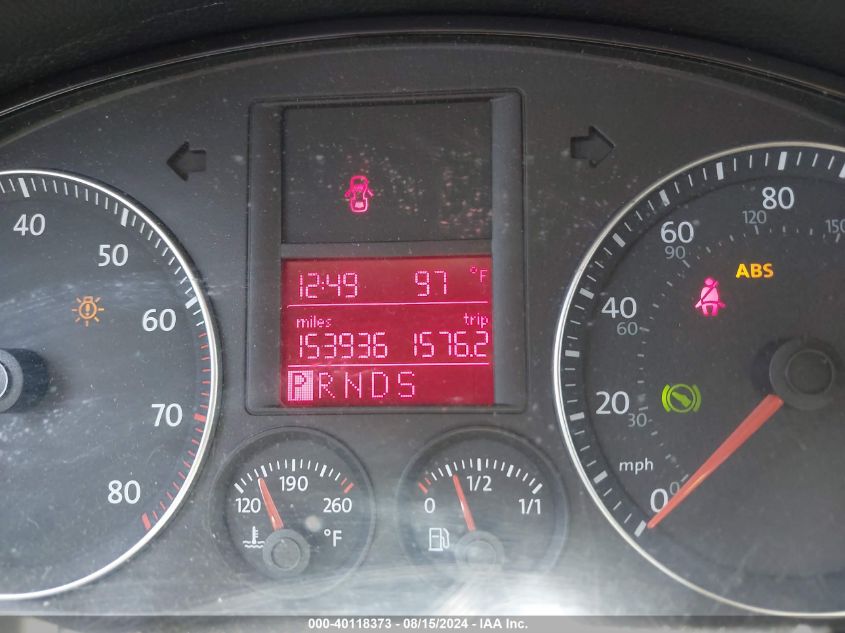 40
50
60
70
80
12:49 97 °F
miles trip
153936 1576.2
PRNDS
120 190 260
°F
0 1/2 1/1
0 20 40 60 80
0 30 60 90 120 150
mph
ABS
000-40118373 - 08/15/2024 - IAA Inc.